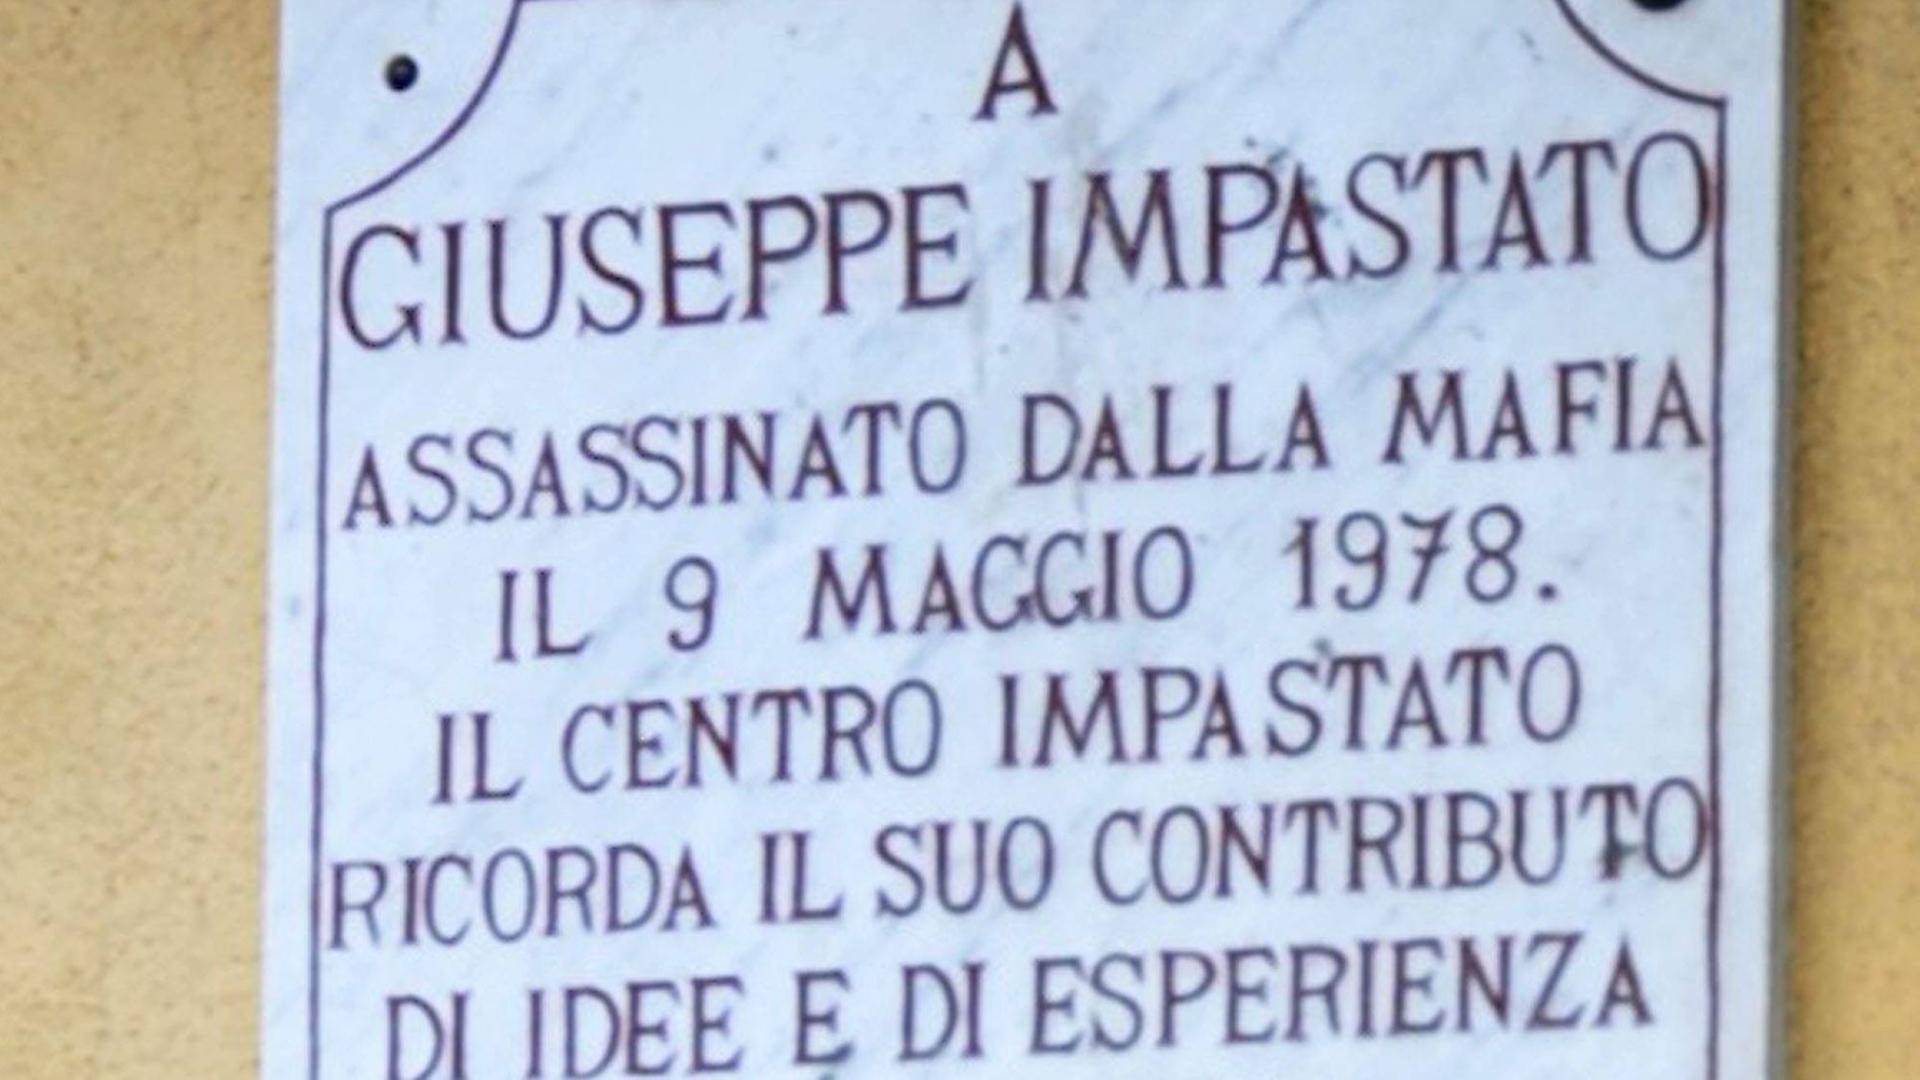 A
GIUSEPPE IMPASTATO
ASSASSINATO DALLA MAFIA
IL 9 MAGGIO 1978.
IL CENTRO IMPASTATO
RICORDA IL SUO CONTRIBUTO
DI IDEE E DI ESPERIENZA